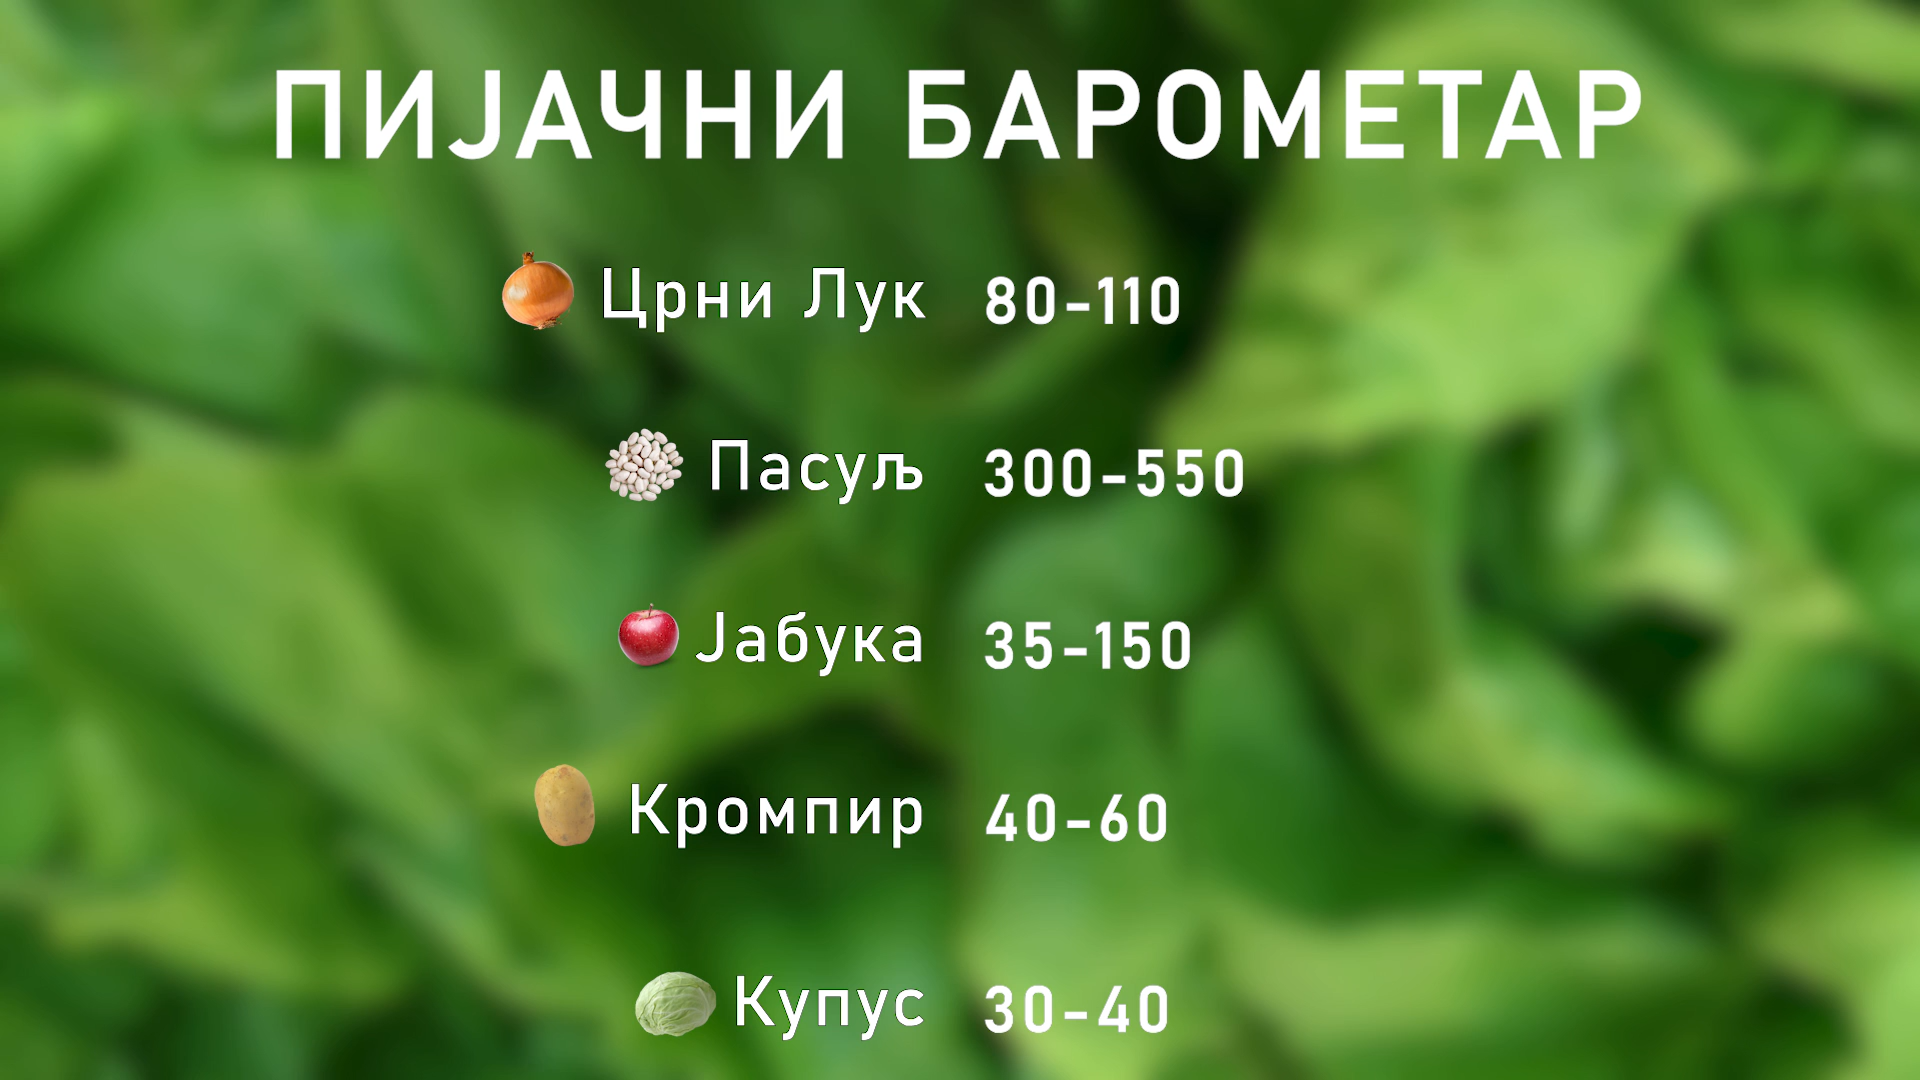 ПИЈАЧНИ БАРОМЕТАР
Црни Лук 80-110
Пасуљ 300-550
Јабука 35-150
Кромпир 40-60
Купус 30-40